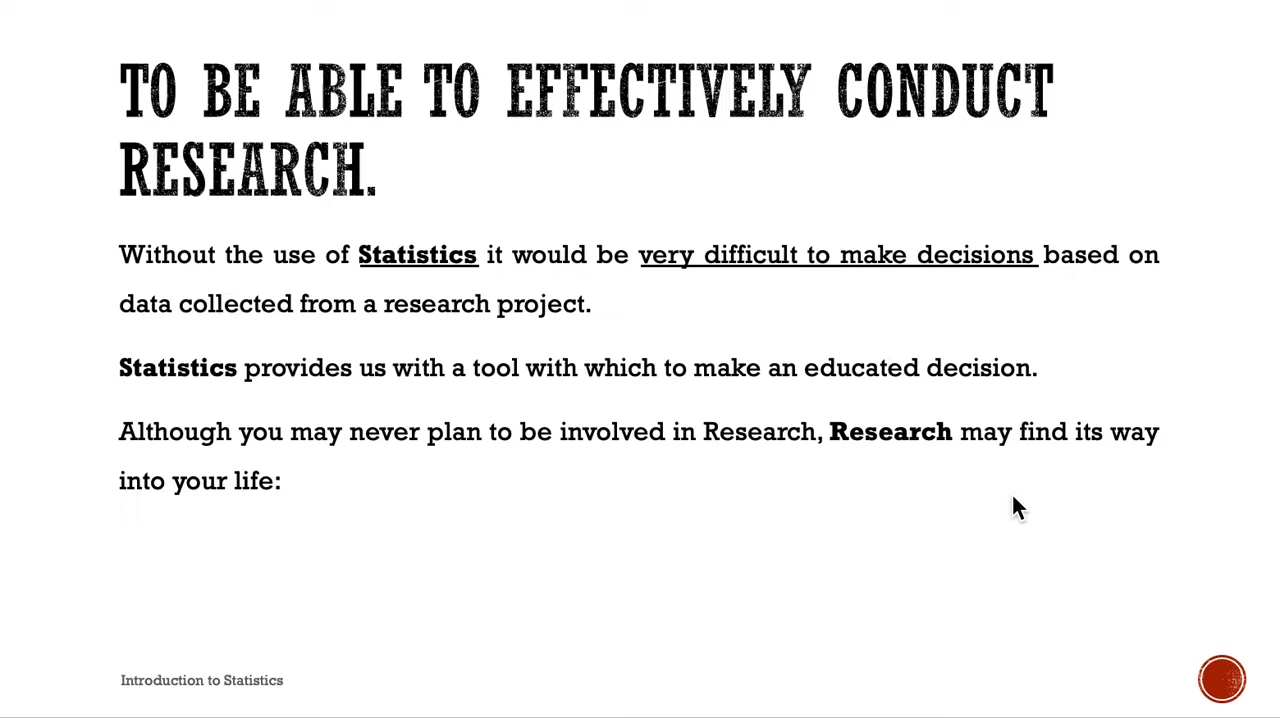 TO BE ABLE TO EFFECTIVELY CONDUCT
RESEARCH.
Without the use of Statistics it would be very difficult to make decisions based on
data collected from a research project.
Statistics provides us with a tool with which to make an educated decision.
Although you may never plan to be involved in Research, Research may find its way
into your life:
Introduction to Statistics